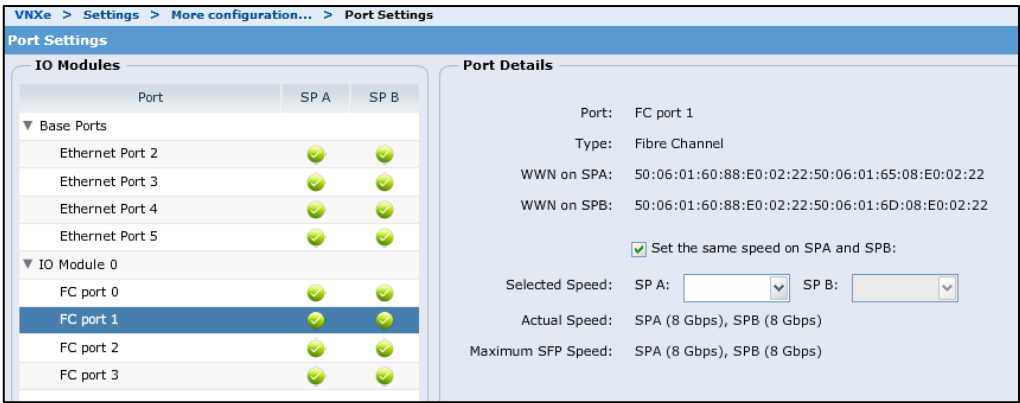 VNXe > Settings > More configuration... > Port Settings
Port Settings
IO Modules
Port SP A SP B
Base Ports
Ethernet Port 2
Ethernet Port 3
Ethernet Port 4
Ethernet Port 5
IO Module 0
FC port 0
FC port 1
FC port 2
FC port 3
Port Details
Port: FC port 1
Type: Fibre Channel
WWN on SPA: 50:06:01:60:88:E0:02:22:50:06:01:65:08:E0:02:22
WWN on SPB: 50:06:01:60:88:E0:02:22:50:06:01:6D:08:E0:02:22
Set the same speed on SPA and SPB:
Selected Speed: SP A: SP B:
Actual Speed: SPA (8 Gbps), SPB (8 Gbps)
Maximum SFP Speed: SPA (8 Gbps), SPB (8 Gbps)